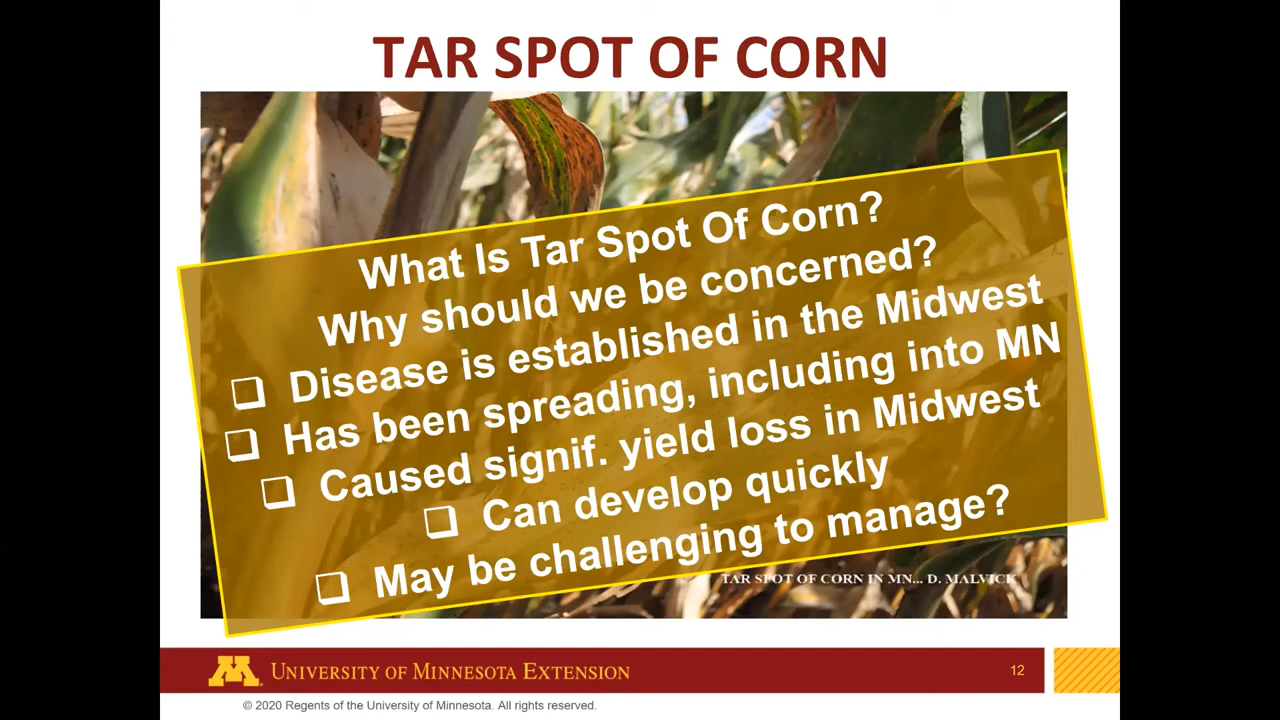 TAR SPOT OF CORN
What Is Tar Spot Of Corn?
Why should we be concerned?
❑ Disease is established in the Midwest
❑ Has been spreading, including into MN
❑ Caused signif. yield loss in Midwest
❑ Can develop quickly
❑ May be challenging to manage?
TAR SPOT OF CORN IN MN... D. MALVICK
M. UNIVERSITY OF MINNESOTA EXTENSION
12
© 2020 Regents of the University of Minnesota. All rights reserved.